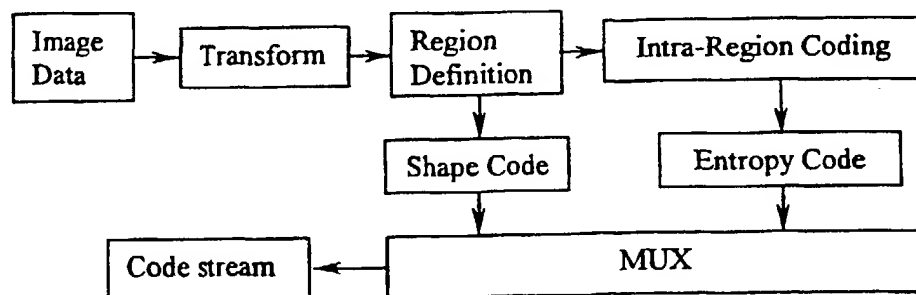 Image
Data
Transform
Region
Definition
Intra-Region Coding
Shape Code
Entropy Code
Code stream
MUX